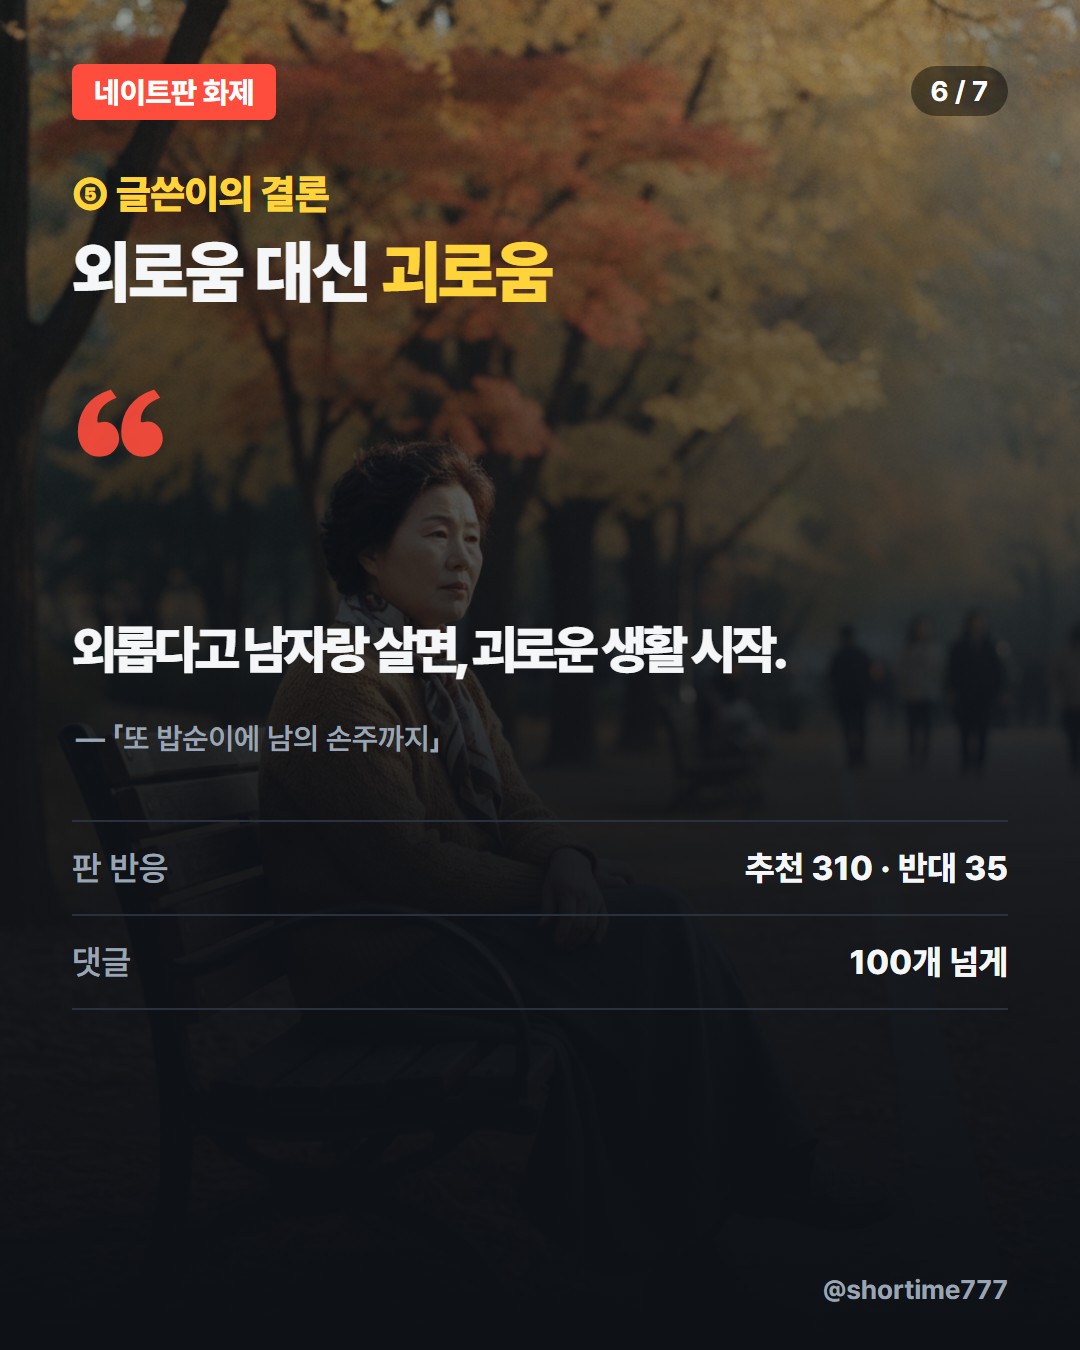 네이트판 화제
6 / 7
⑤ 글쓴이의 결론
외로움 대신 괴로움
“
외롭다고 남자랑 살면, 괴로운 생활 시작.
— 「또 밥순이에 남의 손주까지」
판 반응 추천 310 · 반대 35
댓글 100개 넘게
@shortime777